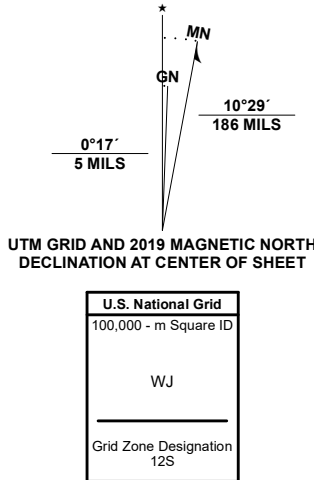 ★
MN
GN
0°17´
5 MILS
10°29´
186 MILS
UTM GRID AND 2019 MAGNETIC NORTH
DECLINATION AT CENTER OF SHEET
U.S. National Grid
100,000 - m Square ID
WJ
Grid Zone Designation
12S